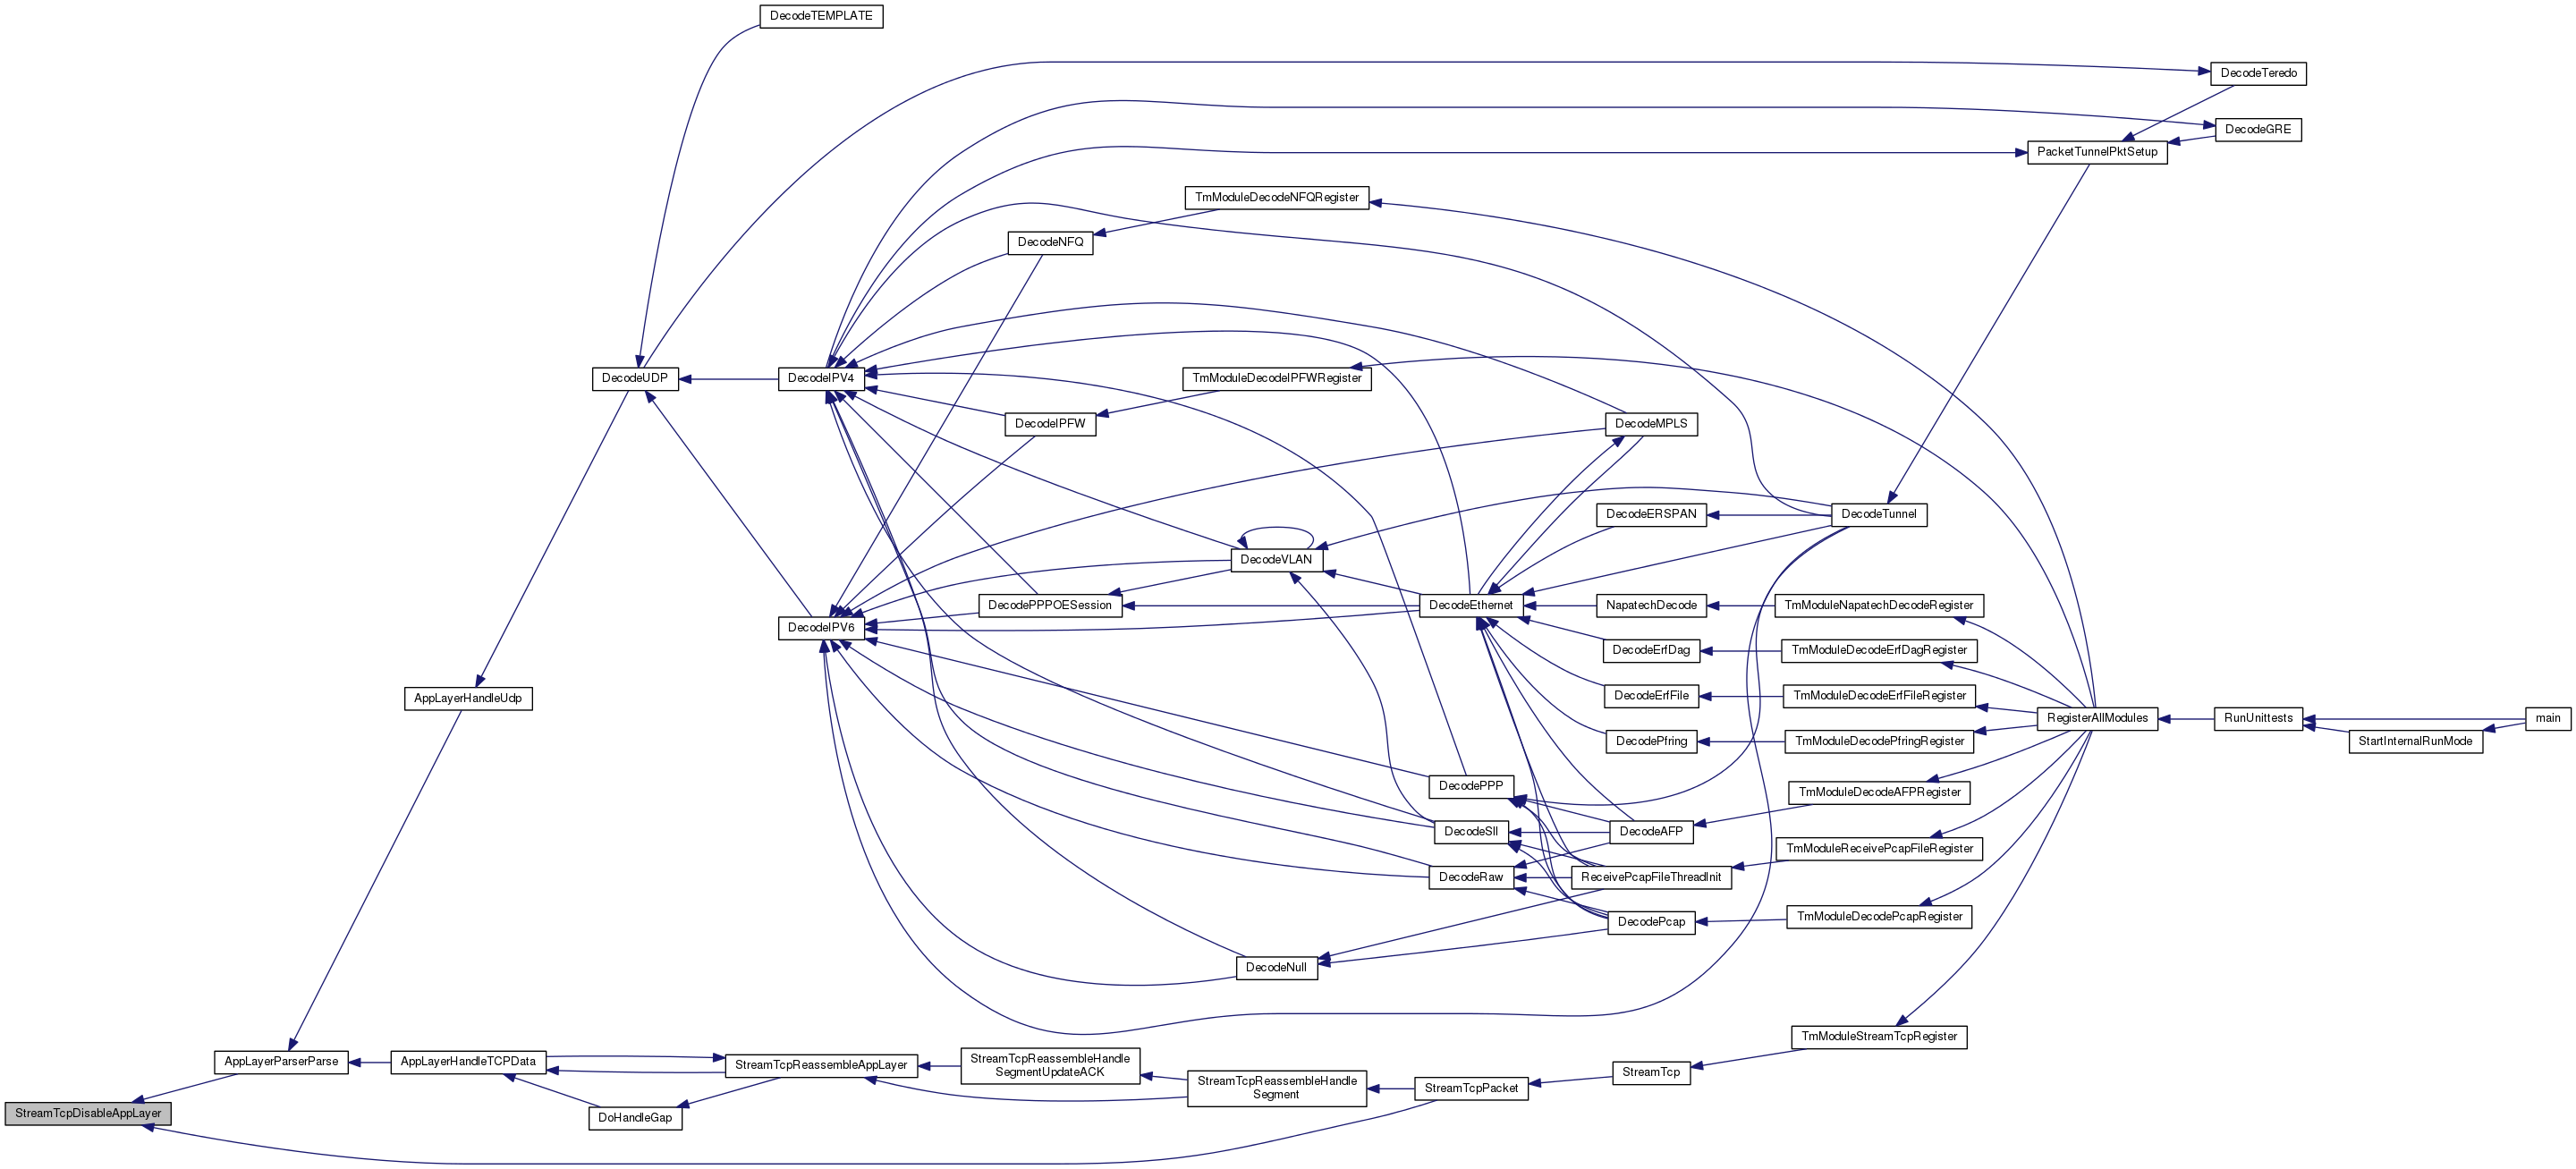 DecodeTEMPLATE
DecodeTeredo
DecodeGRE
PacketTunnelPktSetup
TmModuleDecodeNFQRegister
DecodeNFQ
DecodeUDP
DecodeIPV4
TmModuleDecodeIPFWRegister
DecodeIPFW
DecodeMPLS
DecodeERSPAN
DecodeTunnel
DecodeVLAN
DecodePPPOESession
DecodeEthernet
NapatechDecode
TmModuleNapatechDecodeRegister
DecodeIPV6
DecodeErfDag
TmModuleDecodeErfDagRegister
AppLayerHandleUdp
DecodeErfFile
TmModuleDecodeErfFileRegister
RegisterAllModules
RunUnittests
main
DecodePfring
TmModuleDecodePfringRegister
StartInternalRunMode
DecodePPP
TmModuleDecodeAFPRegister
DecodeSll
DecodeAFP
TmModuleReceivePcapFileRegister
DecodeRaw
ReceivePcapFileThreadInit
DecodePcap
TmModuleDecodePcapRegister
DecodeNull
TmModuleStreamTcpRegister
AppLayerParserParse
AppLayerHandleTCPData
StreamTcpReassembleAppLayer
StreamTcpReassembleHandle
SegmentUpdateACK
StreamTcp
StreamTcpReassembleHandle
Segment
StreamTcpPacket
StreamTcpDisableAppLayer
DoHandleGap